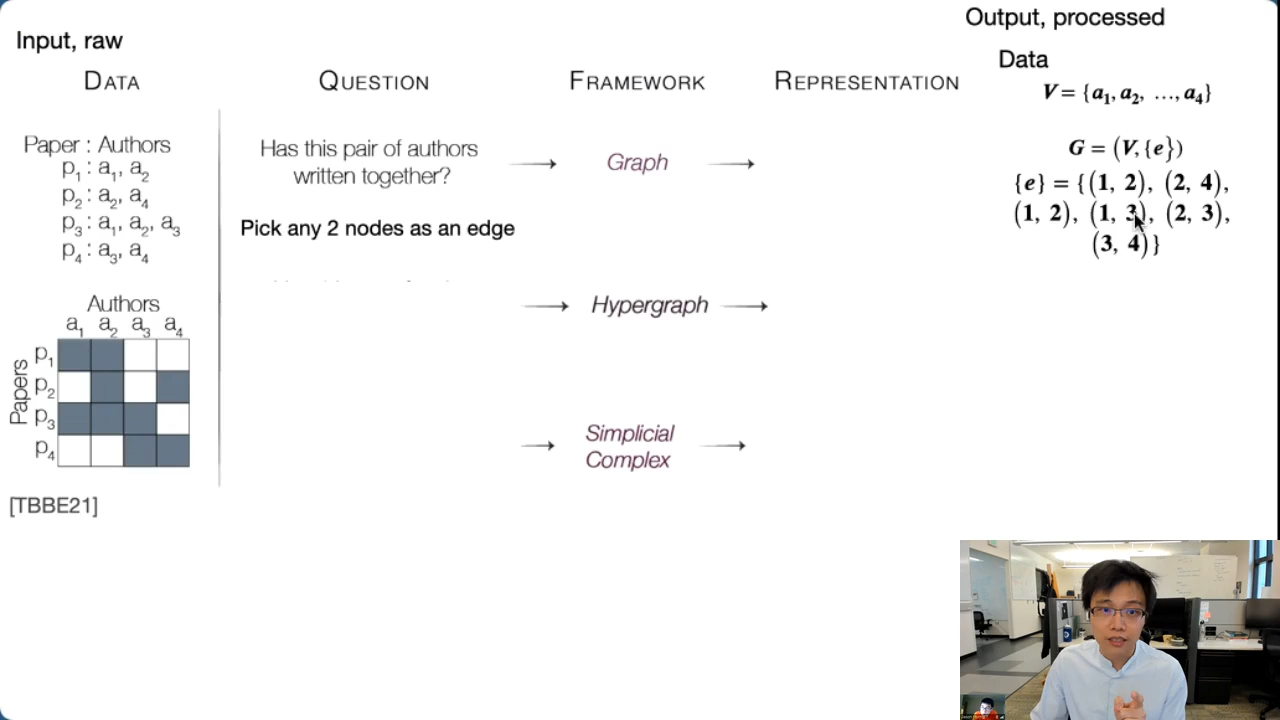 Input, raw
Output, processed
DATA
QUESTION
FRAMEWORK
REPRESENTATION
Data
V = {a₁, a₂, …, a₄}
Paper : Authors
p₁ : a₁, a₂
p₂ : a₂, a₄
p₃ : a₁, a₂, a₃
p₄ : a₃, a₄
Has this pair of authors
written together?
Graph
G = (V, {e})
{e} = {(1, 2), (2, 4),
(1, 2), (1, 3), (2, 3),
(3, 4)}
Pick any 2 nodes as an edge
Hypergraph
Simplicial
Complex
Authors
a₁ a₂ a₃ a₄
Papers
p₁
p₂
p₃
p₄
[TBBE21]